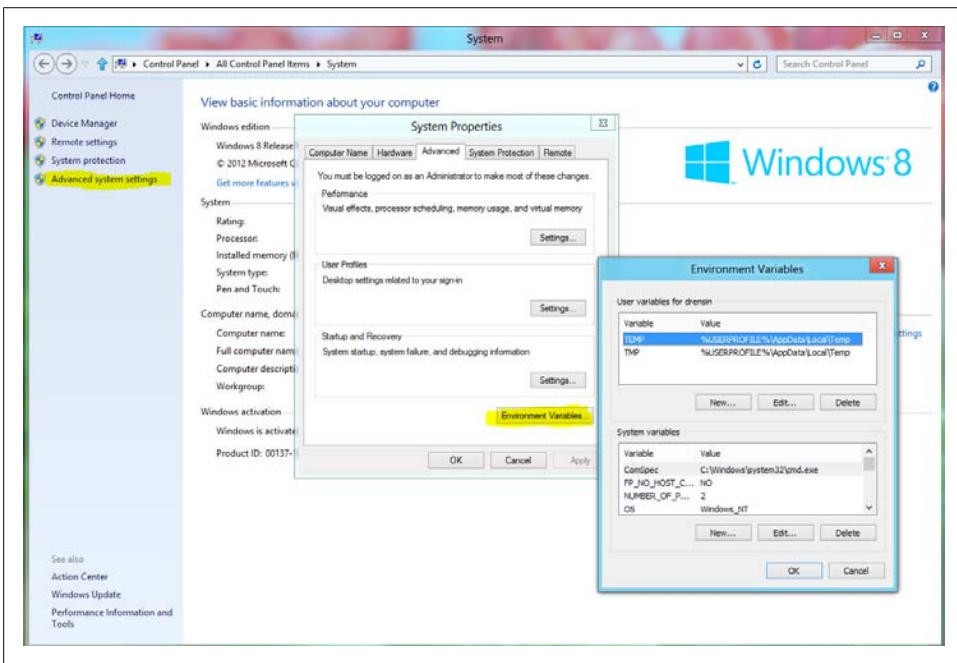 System
Control Panel ▸ All Control Panel Items ▸ System
Search Control Panel
Control Panel Home
Device Manager
Remote settings
System protection
Advanced system settings
See also
Action Center
Windows Update
Performance Information and
Tools
View basic information about your computer
Windows edition
Windows 8 Release
© 2012 Microsoft
Get more features
System
Rating:
Processor:
Installed memory
System type:
Pen and Touch:
Computer name,
Computer name:
Full computer
Computer
Workgroup:
Windows activation
Windows is
Product ID: 00137-
Windows 8
System Properties
Computer Name
Hardware
Advanced
System Protection
Remote
You must be logged on as an Administrator to make most of these changes.
Performance
Visual effects, processor scheduling, memory usage, and virtual memory
Settings...
User Profiles
Desktop settings related to your sign-in
Settings...
Startup and Recovery
System startup, system failure, and debugging information
Settings...
Environment Variables...
OK
Cancel
Apply
Environment Variables
User variables for drensin
Variable Value
TEMP %USERPROFILE%\AppData\Local\Temp
TMP %USERPROFILE%\AppData\Local\Temp
New...
Edit...
Delete
System variables
Variable Value
ComSpec C:\Windows\system32\cmd.exe
FP_NO_HOST_C... NO
NUMBER_OF_P... 2
OS Windows_NT
New...
Edit...
Delete
OK
Cancel